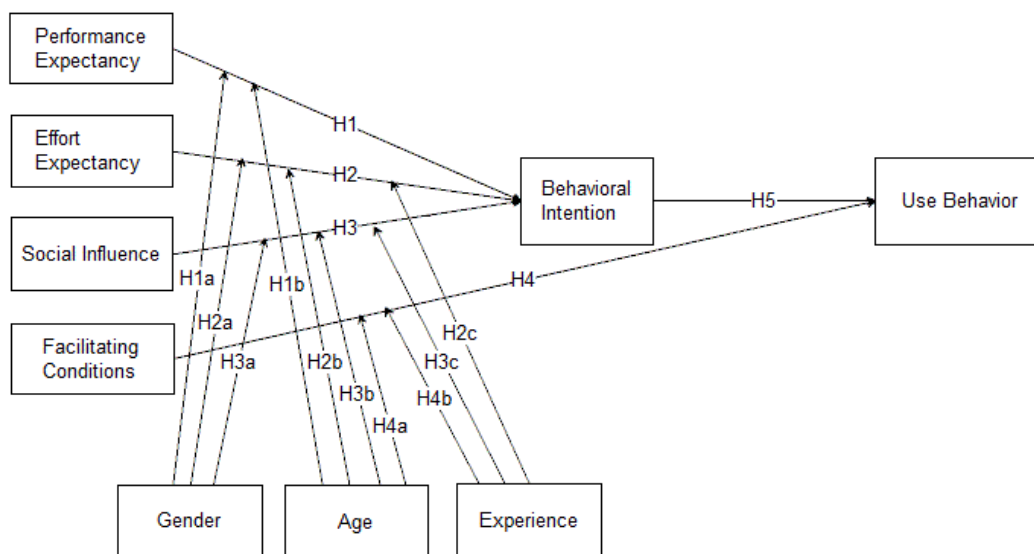 Performance
Expectancy
H1
Effort
Expectancy
H2
Behavioral
Intention
H5
Use Behavior
Social Influence
H3
H1a
H1b
H4
H2a
H2c
Facilitating
Conditions
H3a
H2b
H3c
H3b
H4b
H4a
Gender
Age
Experience